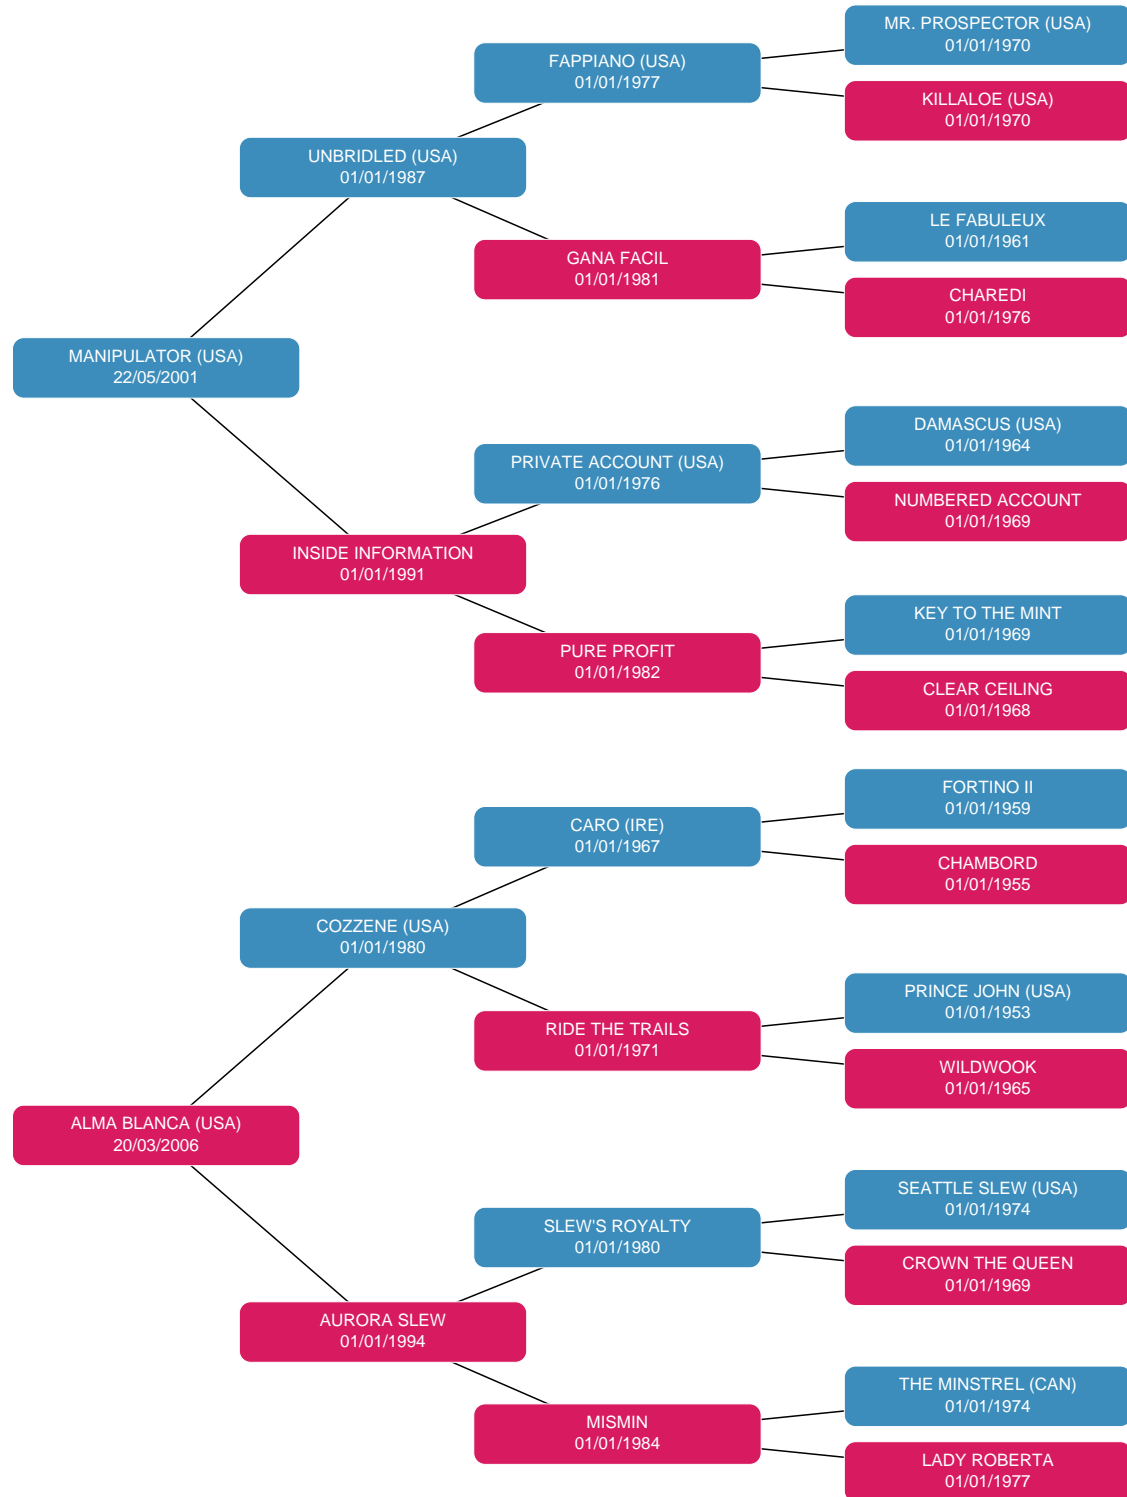 MR. PROSPECTOR (USA)
01/01/1970
FAPPIANO (USA)
01/01/1977
KILLALOE (USA)
01/01/1970
UNBRIDLED (USA)
01/01/1987
LE FABULEUX
01/01/1961
GANA FACIL
01/01/1981
CHAREDI
01/01/1976
MANIPULATOR (USA)
22/05/2001
DAMASCUS (USA)
01/01/1964
PRIVATE ACCOUNT (USA)
01/01/1976
NUMBERED ACCOUNT
01/01/1969
INSIDE INFORMATION
01/01/1991
KEY TO THE MINT
01/01/1969
PURE PROFIT
01/01/1982
CLEAR CEILING
01/01/1968
FORTINO II
01/01/1959
CARO (IRE)
01/01/1967
CHAMBORD
01/01/1955
COZZENE (USA)
01/01/1980
PRINCE JOHN (USA)
01/01/1953
RIDE THE TRAILS
01/01/1971
WILDWOOK
01/01/1965
ALMA BLANCA (USA)
20/03/2006
SEATTLE SLEW (USA)
01/01/1974
SLEW'S ROYALTY
01/01/1980
CROWN THE QUEEN
01/01/1969
AURORA SLEW
01/01/1994
THE MINSTREL (CAN)
01/01/1974
MISMIN
01/01/1984
LADY ROBERTA
01/01/1977